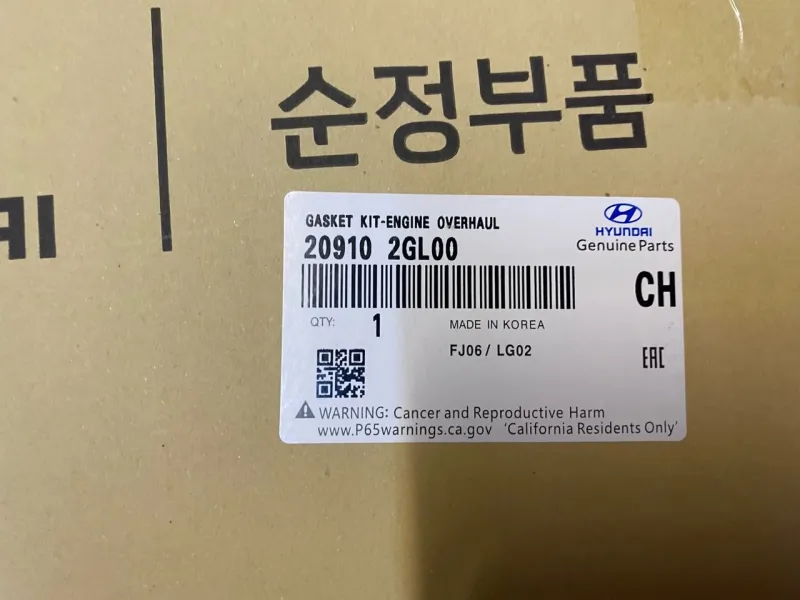 순정부품
키
GASKET KIT-ENGINE OVERHAUL
20910 2GL00
HYUNDAI
Genuine Parts
CH
QTY: 1
MADE IN KOREA
FJ06 / LG02
EAC
WARNING: Cancer and Reproductive Harm
www.P65warnings.ca.gov 'California Residents Only'